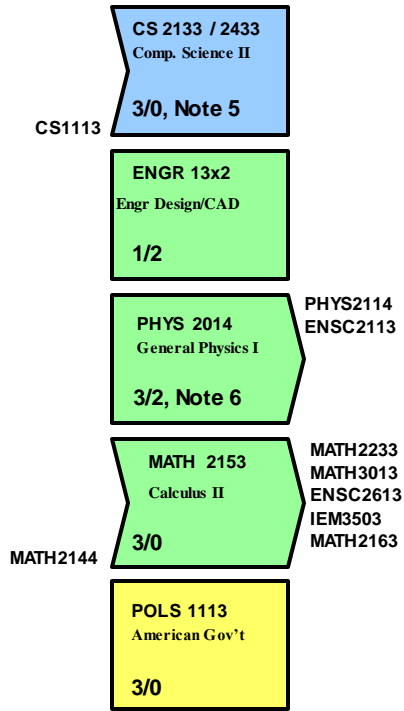 CS 2133 / 2433
Comp. Science II
3/0, Note 5
CS1113
ENGR 13x2
Engr Design/CAD
1/2
PHYS 2014
General Physics I
3/2, Note 6
PHYS2114
ENSC2113
MATH 2153
Calculus II
3/0
MATH2144
MATH2233
MATH3013
ENSC2613
IEM3503
MATH2163
POLS 1113
American Gov't
3/0